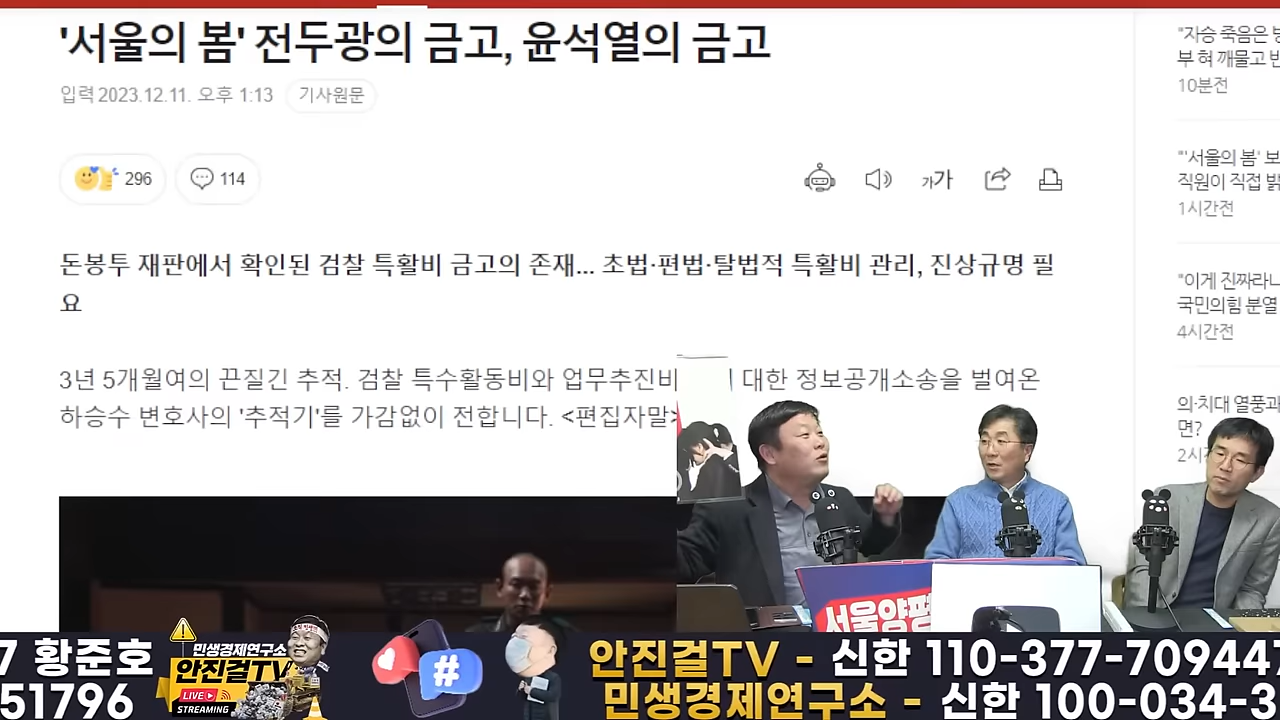 '서울의 봄' 전두광의 금고, 윤석열의 금고
입력 2023.12.11. 오후 1:13
기사원문
296
114
가가
돈봉투 재판에서 확인된 검찰 특활비 금고의 존재... 초법·편법·탈법적 특활비 관리, 진상규명 필
요
3년 5개월여의 끈질긴 추적. 검찰 특수활동비와 업무추진비 대한 정보공개소송을 벌여온
하승수 변호사의 '추적기'를 가감없이 전합니다. <편집자말>
"자승 죽음은
부 혀 깨물고
10분전
"'서울의 봄' 보
직원이 직접
1시간전
"이게 진짜라니
국민의힘 분열
4시간전
의·치대 열풍과
면?
서울양평
7 황준호
51796
민생경제연구소
안진걸TV
LIVE
STREAMING
#
안진걸TV - 신한 110-377-709447
민생경제연구소 - 신한 100-034-3